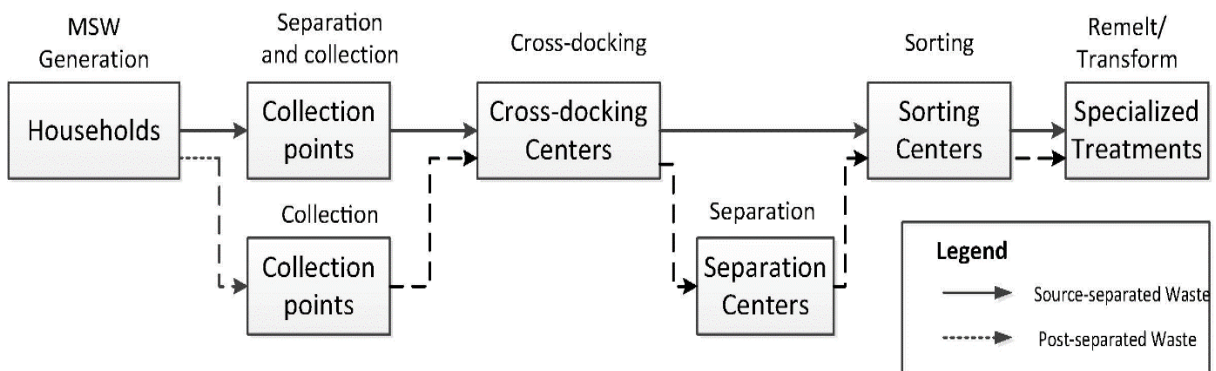 MSW
Generation
Separation
and collection
Cross-docking
Sorting
Remelt/
Transform
Households
Collection
points
Cross-docking
Centers
Sorting
Centers
Specialized
Treatments
Collection
Separation
Collection
points
Separation
Centers
Legend
Source-separated Waste
Post-separated Waste